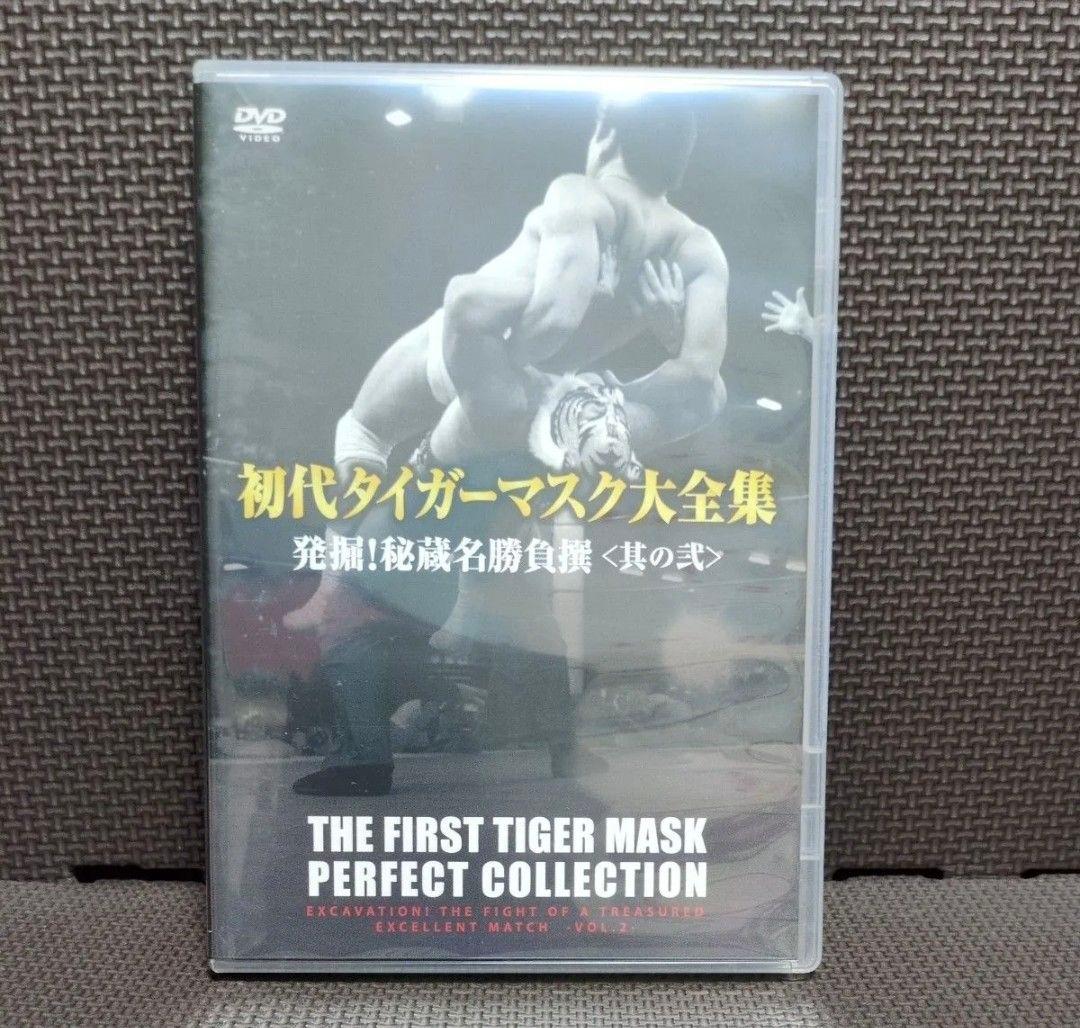 DVD
VIDEO
初代タイガーマスク大全集
発掘!秘蔵名勝負撰<其の弐>
THE FIRST TIGER MASK
PERFECT COLLECTION
EXCAVATION! THE FIGHT OF A TREASURED
EXCELLENT MATCH -VOL.2-